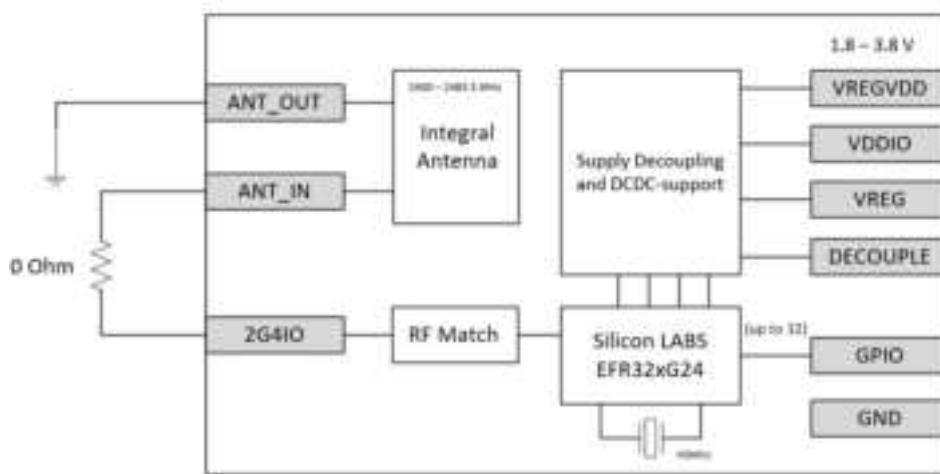 1.8 – 3.8 V
ANT_OUT
Integral
Antenna
VREGVDD
VDDIO
Supply Decoupling
and DCDC-support
ANT_IN
VREG
DECOUPLE
0 Ohm
2G4IO
RF Match
Silicon LABS
EFR32xG24
(up to 32)
GPIO
GND